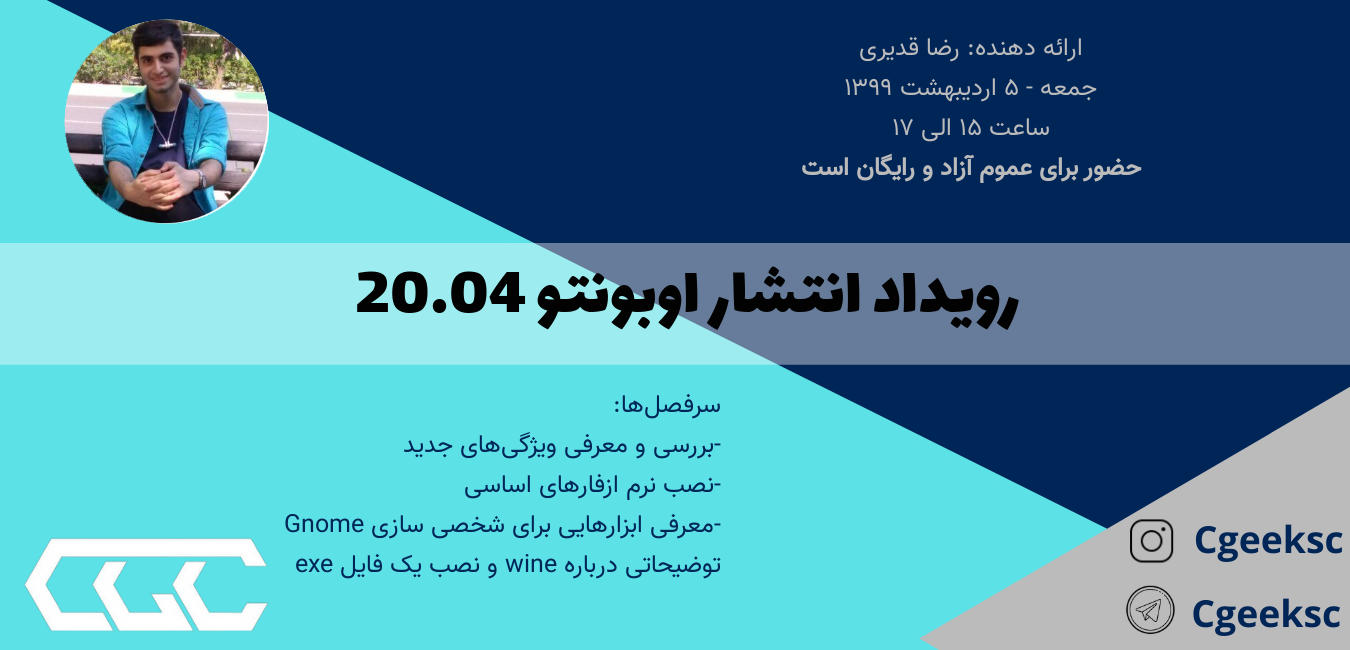 ارائه دهنده: رضا قدیری
جمعه - ۵ اردیبهشت ۱۳۹۹
ساعت ۱۵ الی ۱۷
حضور برای عموم آزاد و رایگان است
رویداد انتشار اوبونتو 20.04
سرفصل‌ها:
-بررسی و معرفی ویژگی‌های جدید
-نصب نرم ازفارهای اساسی
-معرفی ابزارهایی برای شخصی سازی Gnome
توضیحاتی درباره wine و نصب یک فایل exe
CGC
Cgeeksc
Cgeeksc